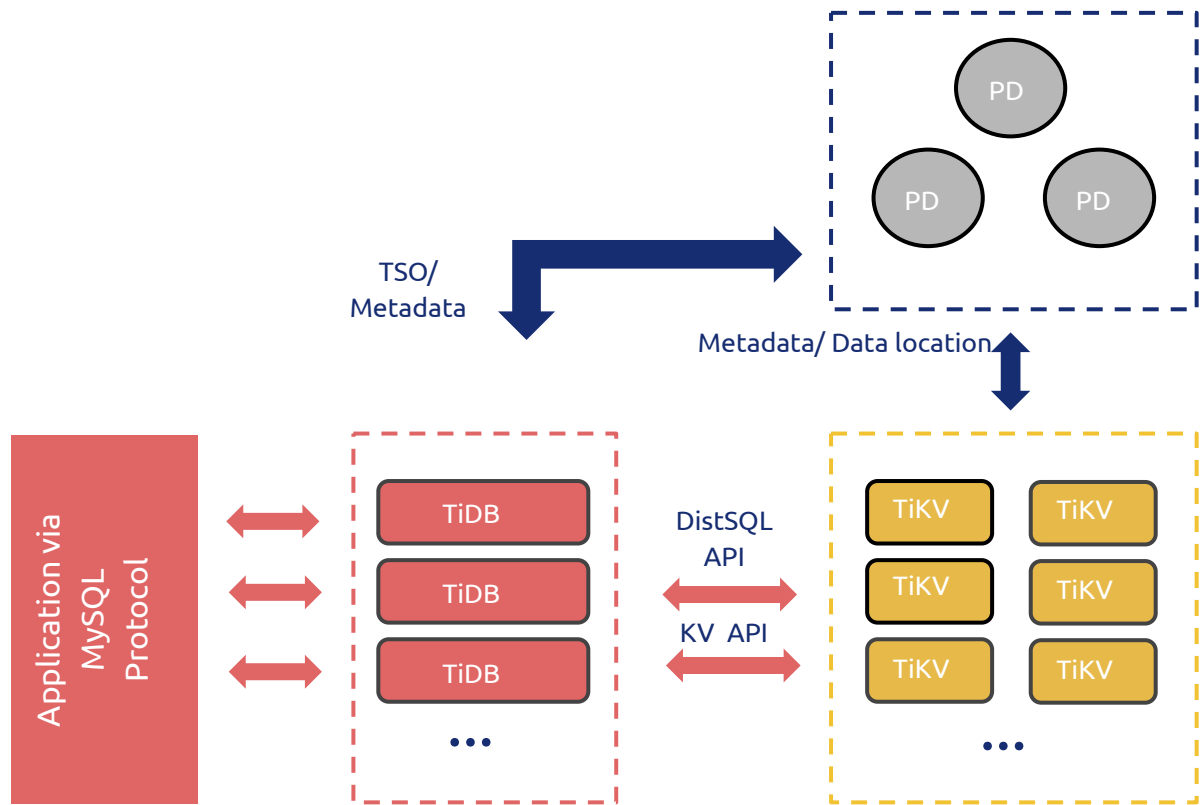 PD
PD
PD
TSO/
Metadata
Metadata/ Data location
Application via
MySQL
Protocol
TiDB
TiDB
TiDB
...
DistSQL
API
KV API
TiKV
TiKV
TiKV
TiKV
TiKV
TiKV
...